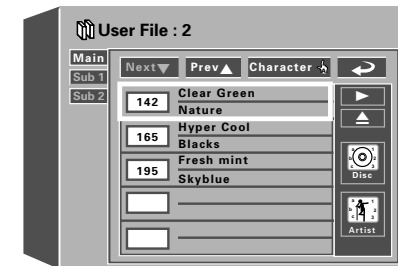 User File : 2
Main
Sub 1
Sub 2
Next▼ Prev▲ Character
142 Clear Green
Nature
165 Hyper Cool
Blacks
195 Fresh mint
Skyblue
Disc
Artist